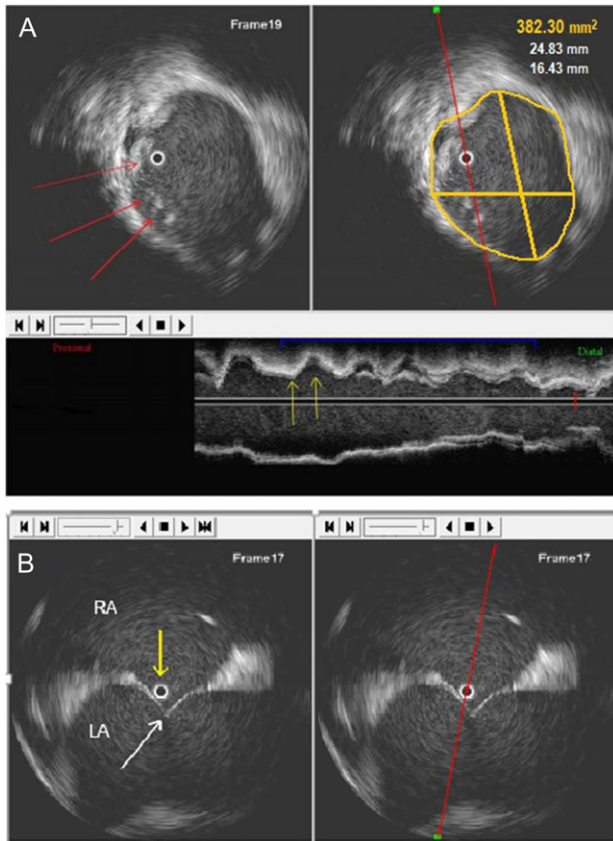 A
Frame19
382.30 mm²
24.83 mm
16.43 mm
Proximal
Distal
B
Frame17
RA
LA
Frame17